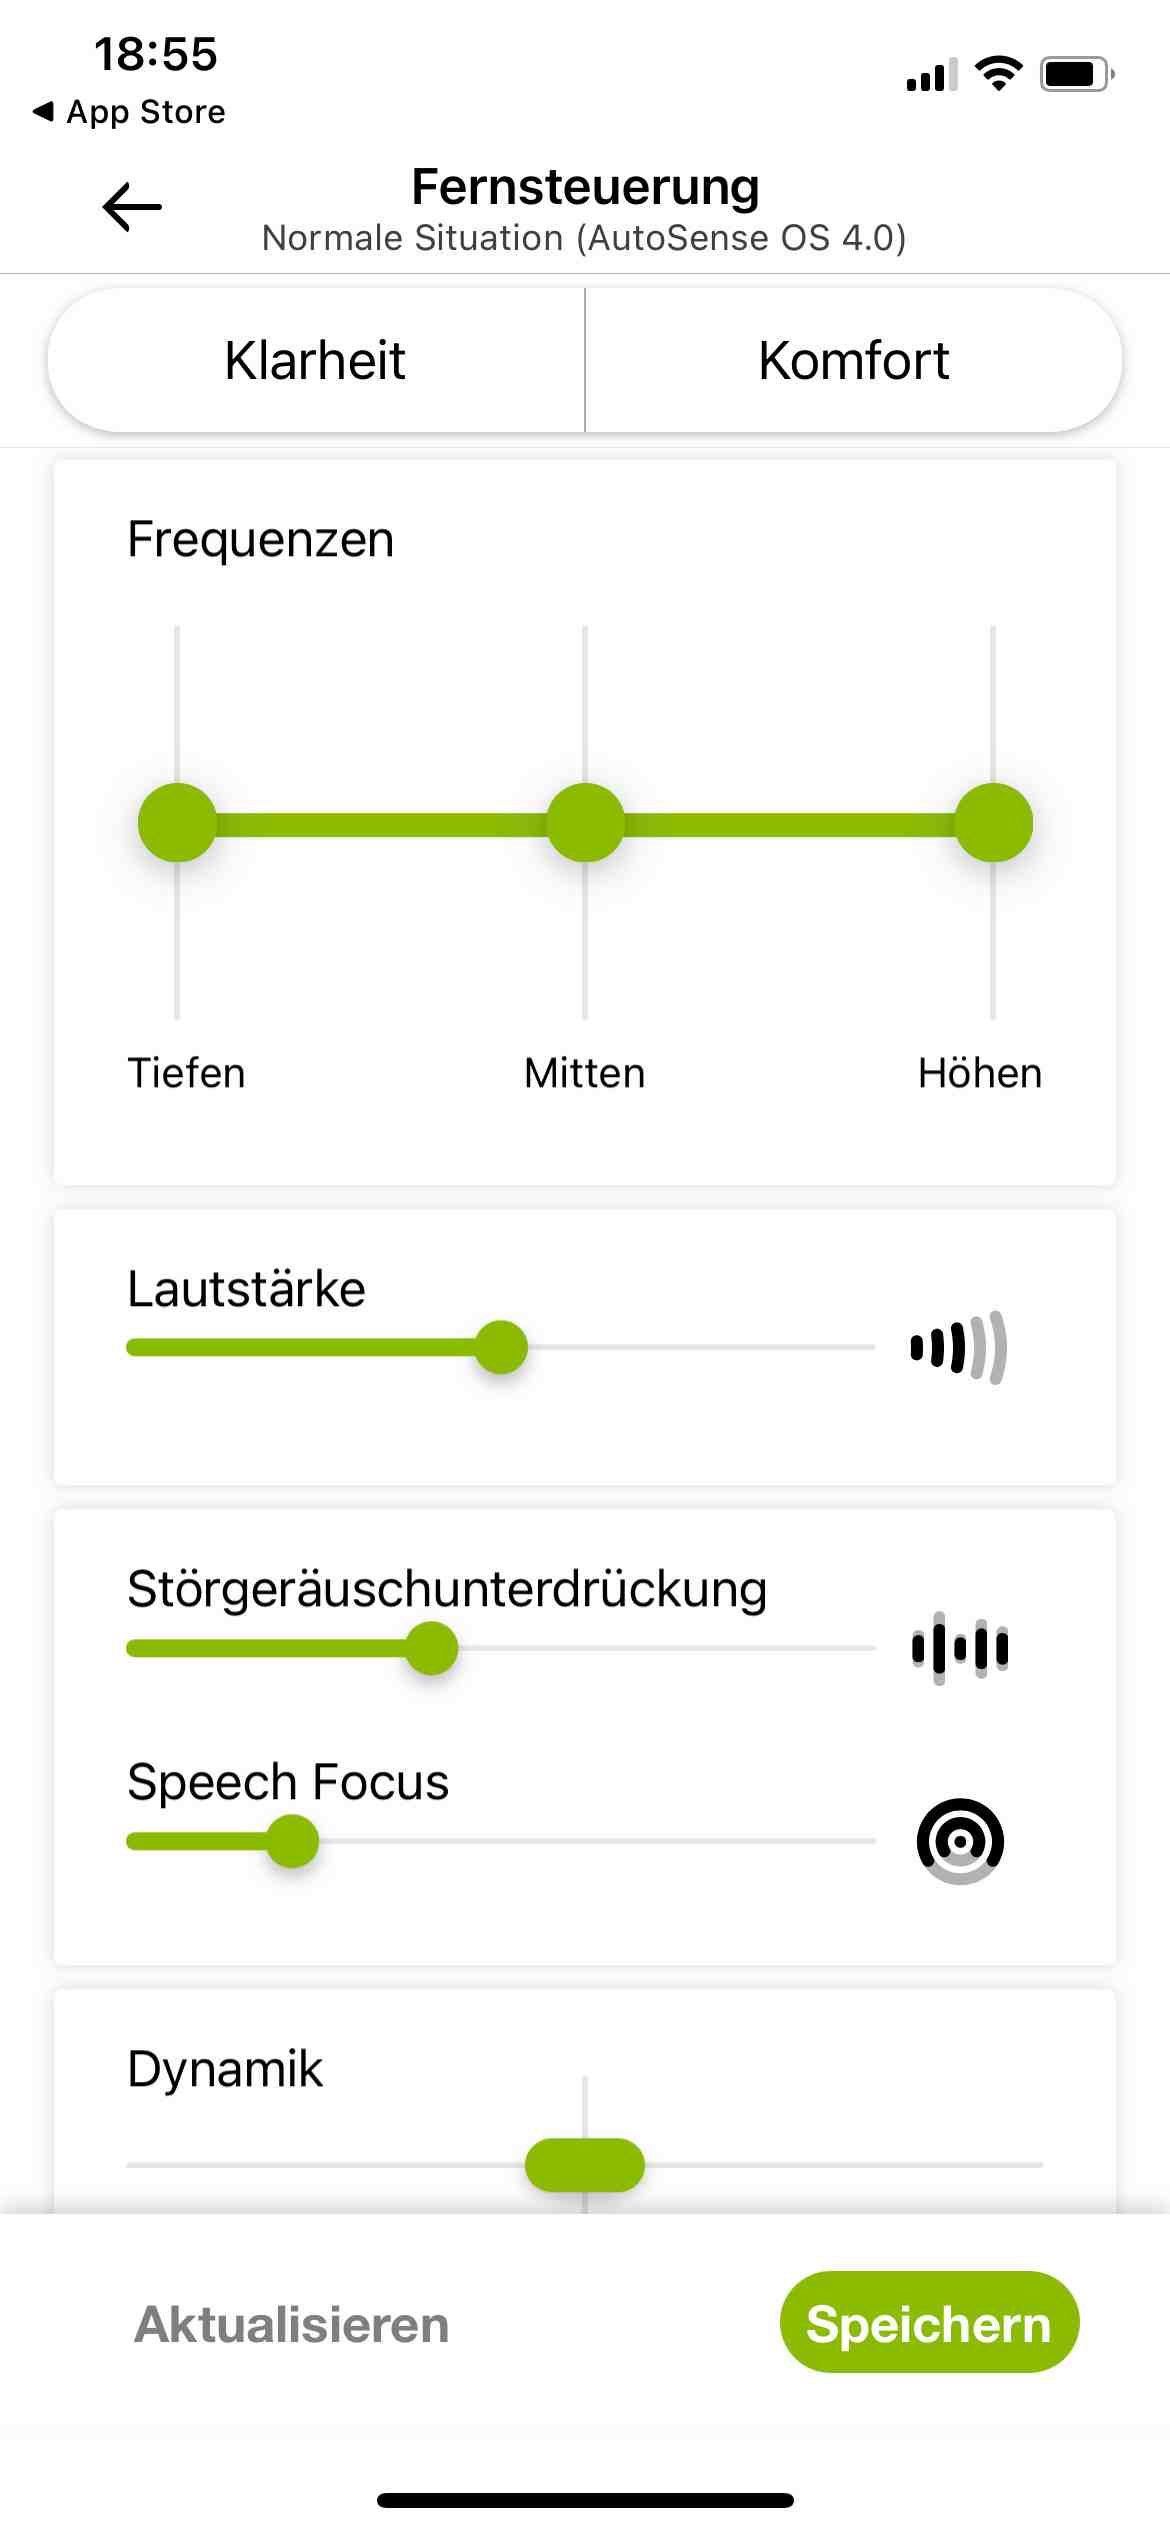 18:55
◀ App Store
Fernsteuerung
Normale Situation (AutoSense OS 4.0)
Klarheit
Komfort
Frequenzen
Tiefen
Mitten
Höhen
Lautstärke
Störgeräuschunterdrückung
Speech Focus
Dynamik
Aktualisieren
Speichern